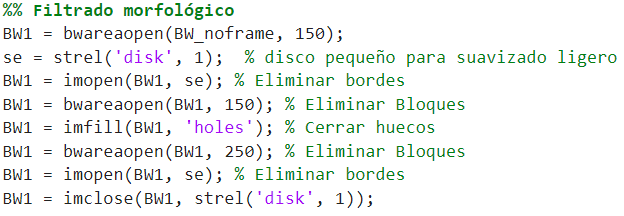 %% Filtrado morfológico
BW1 = bwareaopen(BW_noframe, 150);
se = strel('disk', 1);  % disco pequeño para suavizado ligero
BW1 = imopen(BW1, se); % Eliminar bordes
BW1 = bwareaopen(BW1, 150); % Eliminar Bloques
BW1 = imfill(BW1, 'holes'); % Cerrar huecos
BW1 = bwareaopen(BW1, 250); % Eliminar Bloques
BW1 = imopen(BW1, se); % Eliminar bordes
BW1 = imclose(BW1, strel('disk', 1));